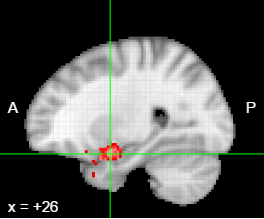 A
P
x = +26